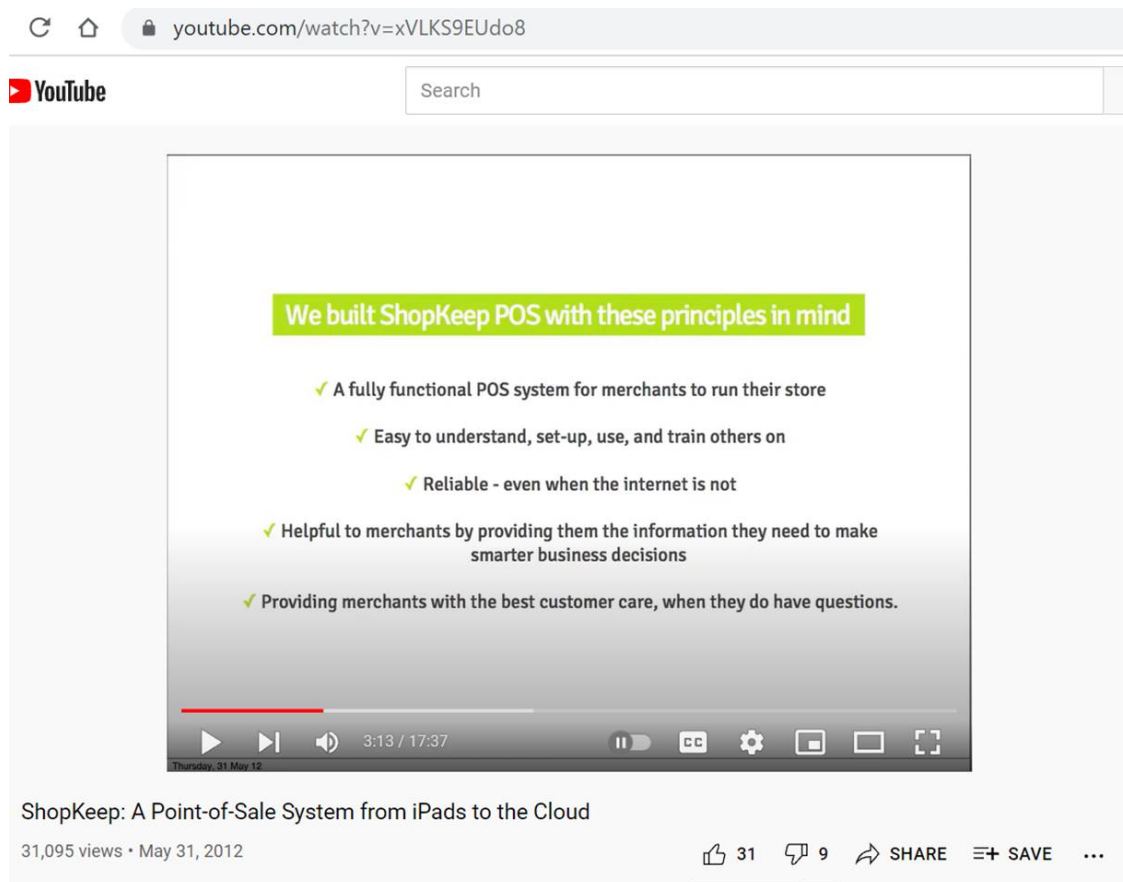 youtube.com/watch?v=xVLKS9EUdo8
YouTube
Search
We built ShopKeep POS with these principles in mind
✓ A fully functional POS system for merchants to run their store
✓ Easy to understand, set-up, use, and train others on
✓ Reliable - even when the internet is not
✓ Helpful to merchants by providing them the information they need to make
smarter business decisions
✓ Providing merchants with the best customer care, when they do have questions.
3:13 / 17:37
CC
Thursday, 31 May 12
ShopKeep: A Point-of-Sale System from iPads to the Cloud
31,095 views • May 31, 2012
31 9 SHARE SAVE ...